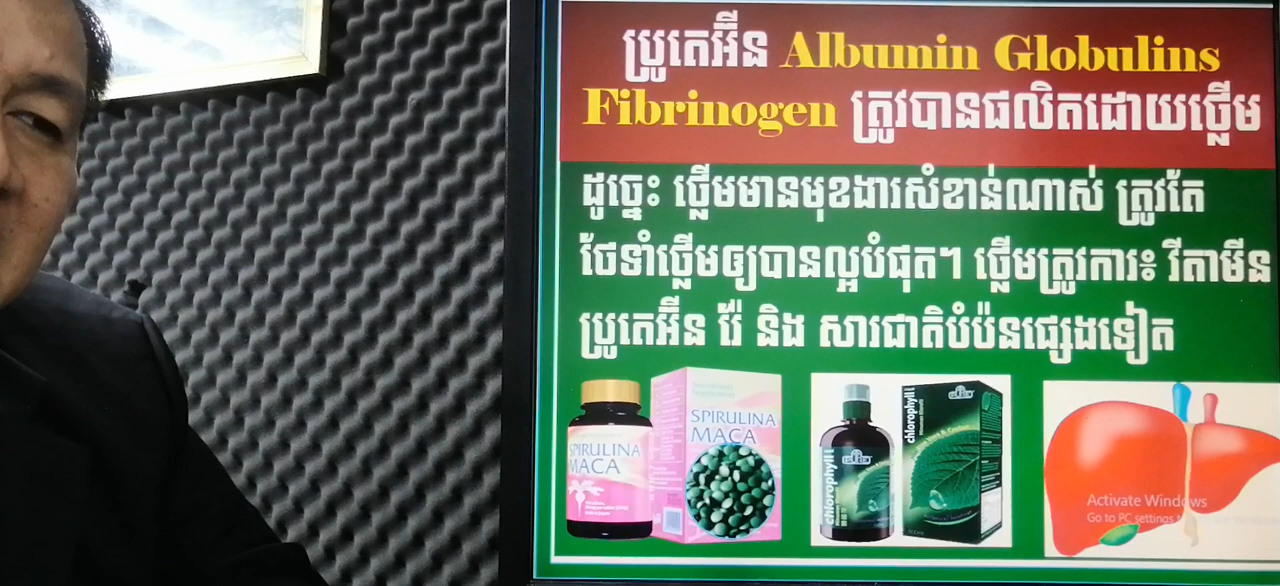 ប្រូតេអ៊ីន Albumin Globulins
Fibrinogen ត្រូវបានផលិតដោយថ្លើម
ដូច្នេះ ថ្លើមមានមុខងារសំខាន់ណាស់ ត្រូវតែ
ថែទាំថ្លើមឲ្យបានល្អបំផុត។ ថ្លើមត្រូវការ៖ វីតាមីន
ប្រូតេអ៊ីន រ៉ែ និង សារជាតិបំប៉នផ្សេងទៀត
SPIRULINA
MACA
SPIRULINA
MACA
chlorophyll
chlorophyll
Activate Windows
Go to PC settings